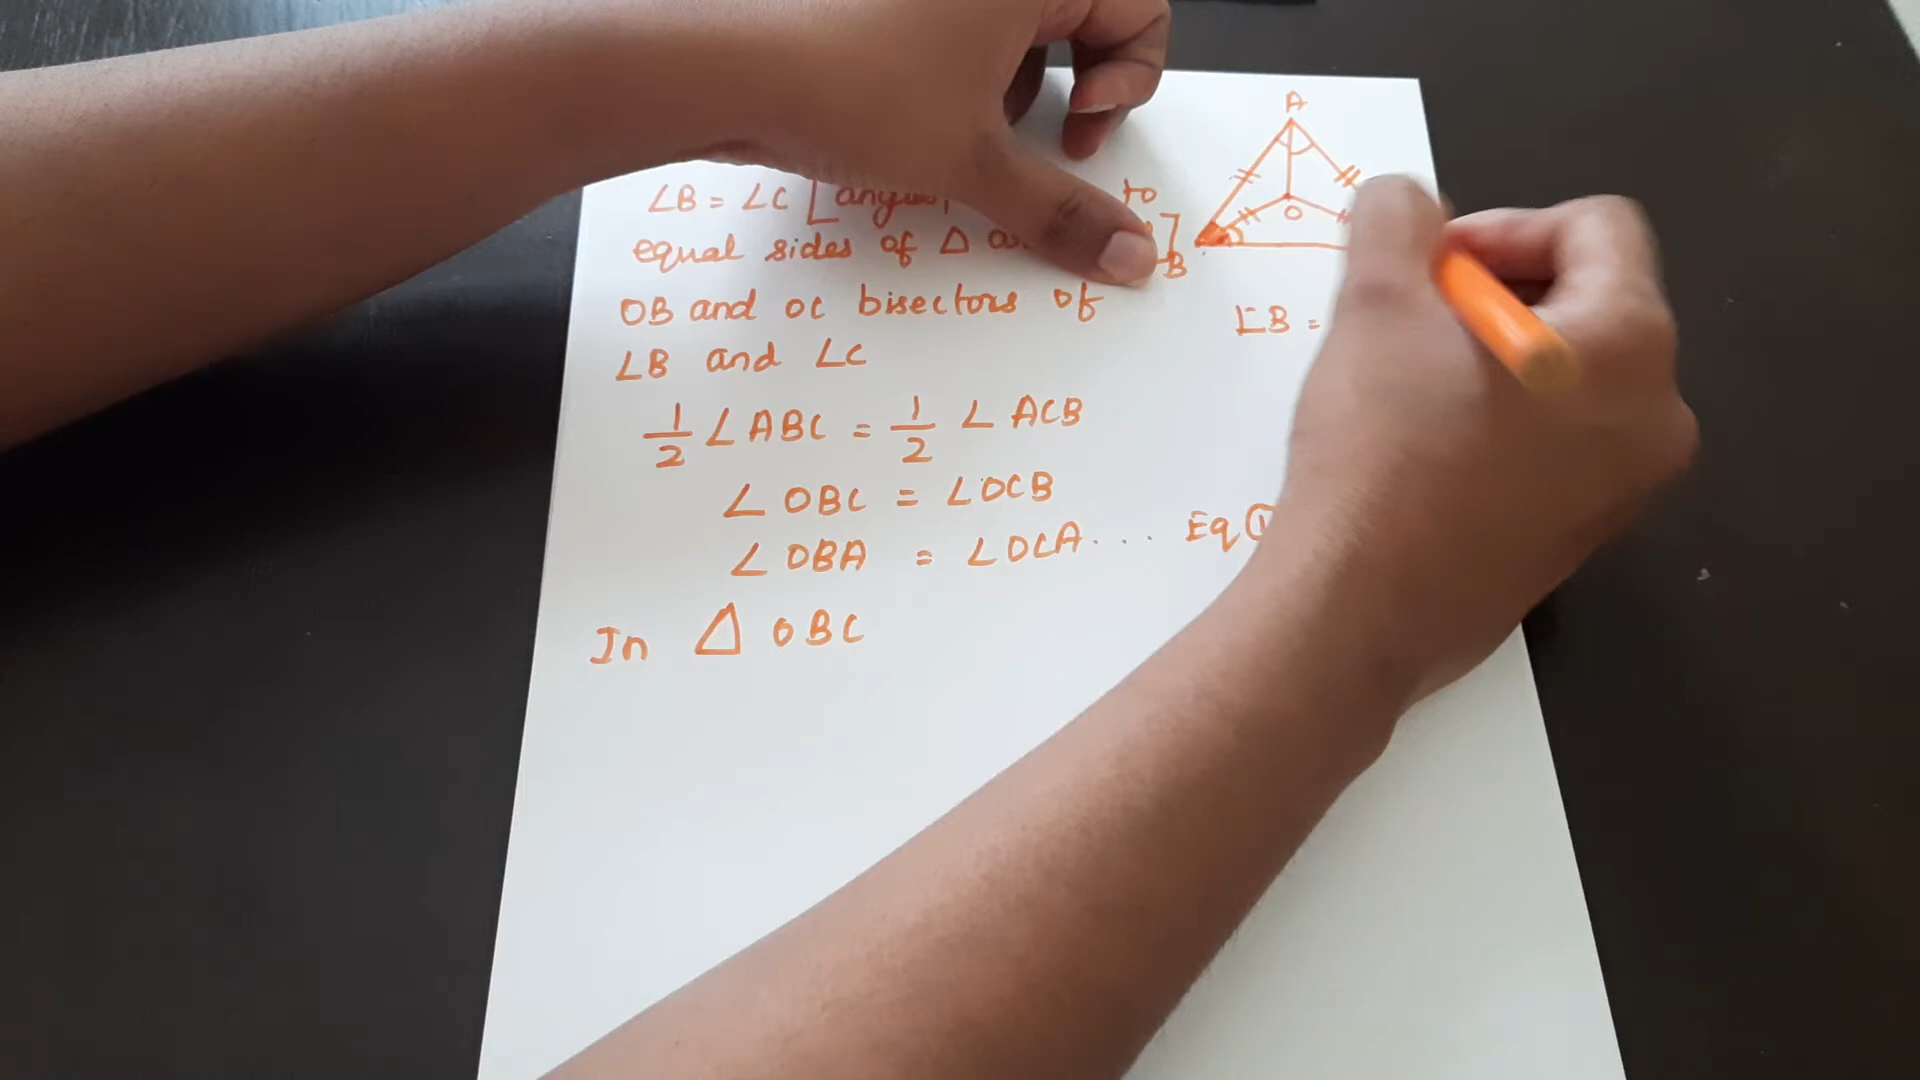 ∠B = ∠C [ to
equal sides of Δ ]
OB and OC bisectors of
∠B and ∠C
1/2 ∠ABC = 1/2 ∠ACB
∠OBC = ∠OCB
∠OBA = ∠OCA... Eq ①
In Δ OBC
A
O
B
∠B =